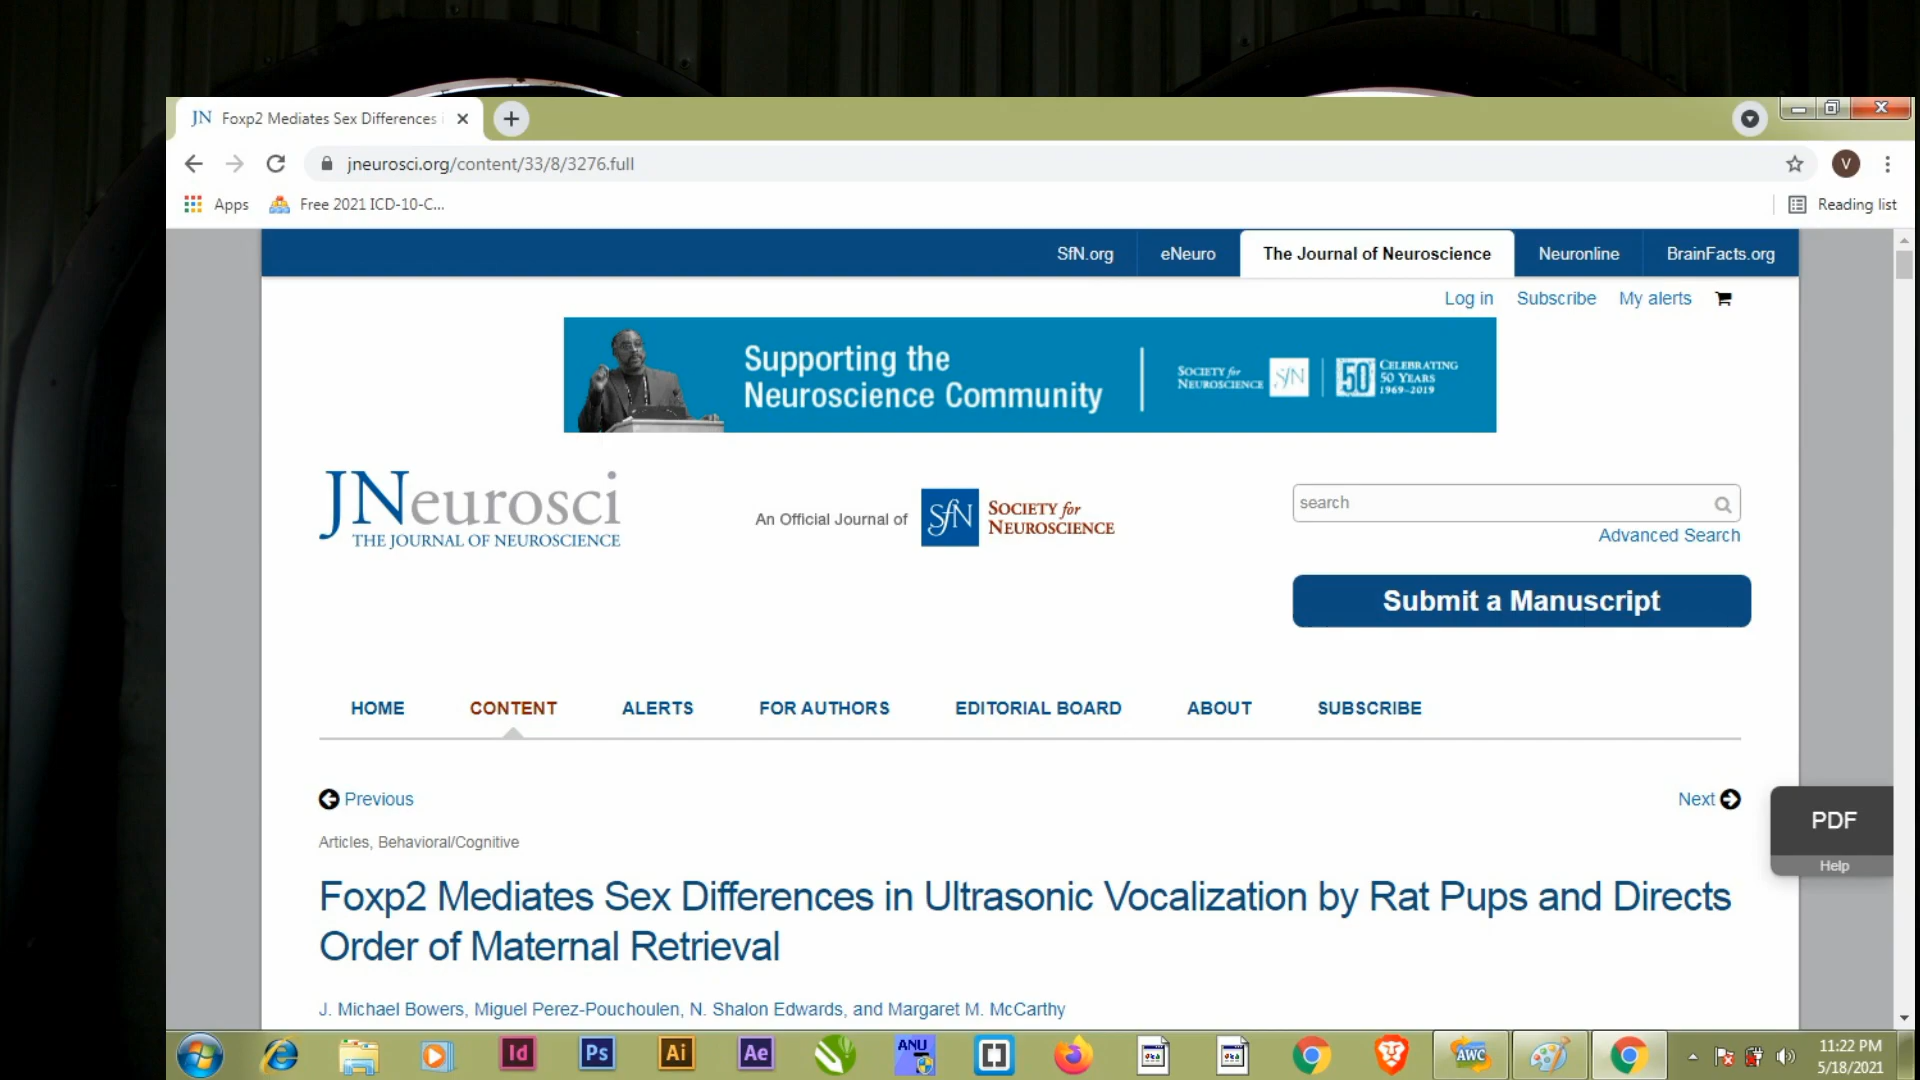 JN Foxp2 Mediates Sex Differences
jneurosci.org/content/33/8/3276.full
V
Apps
Free 2021 ICD-10-C...
Reading list
SfN.org
eNeuro
The Journal of Neuroscience
Neuronline
BrainFacts.org
Log in
Subscribe
My alerts
Supporting the
Neuroscience Community
SOCIETY for
NEUROSCIENCE
SfN
50
CELEBRATING
50 YEARS
1969–2019
JNeurosci
THE JOURNAL OF NEUROSCIENCE
An Official Journal of
SfN
SOCIETY for
NEUROSCIENCE
search
Advanced Search
Submit a Manuscript
HOME
CONTENT
ALERTS
FOR AUTHORS
EDITORIAL BOARD
ABOUT
SUBSCRIBE
Previous
Next
PDF
Help
Articles, Behavioral/Cognitive
Foxp2 Mediates Sex Differences in Ultrasonic Vocalization by Rat Pups and Directs
Order of Maternal Retrieval
J. Michael Bowers, Miguel Perez-Pouchoulen, N. Shalon Edwards, and Margaret M. McCarthy
Id
Ps
Ai
Ae
ANU
AWC
11:22 PM
5/18/2021